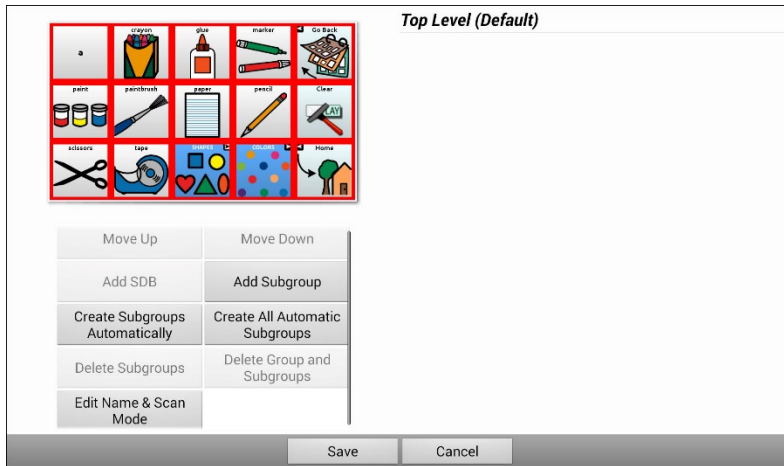 Top Level (Default)
a
crayon
glue
marker
Go Back
paint
paintbrush
paper
pencil
Clear
scissors
tape
SHAPES
COLORS
Home
Move Up
Move Down
Add SDB
Add Subgroup
Create Subgroups
Automatically
Create All Automatic
Subgroups
Delete Subgroups
Delete Group and
Subgroups
Edit Name & Scan
Mode
Save
Cancel